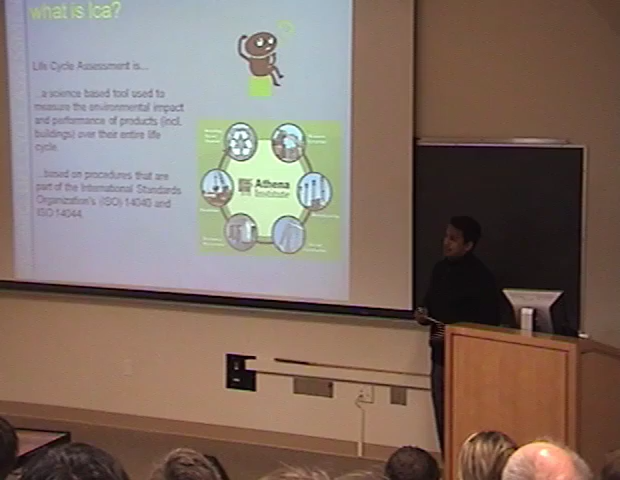 what is lca?
Life Cycle Assessment is...
...a science based tool used to
measure the environmental impact
and performance of products (incl.
buildings) over their entire life
cycle.
...based on procedures that are
part of the International Standards
Organization's (ISO) 14040 and
ISO 14044.
Athena
Institute